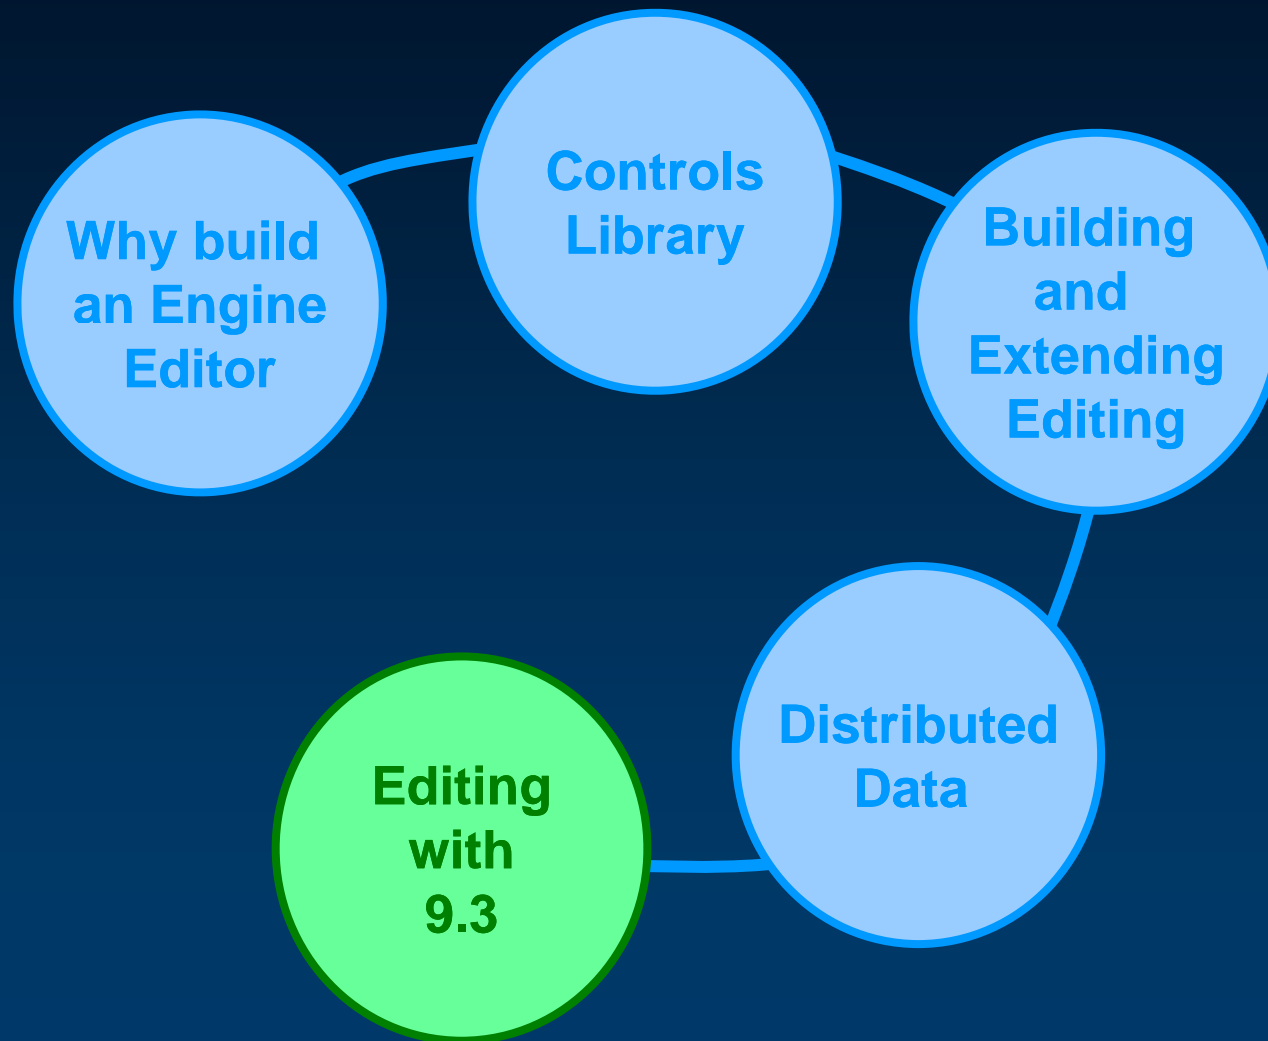 Why build
an Engine
Editor
Controls
Library
Building
and
Extending
Editing
Distributed
Data
Editing
with
9.3